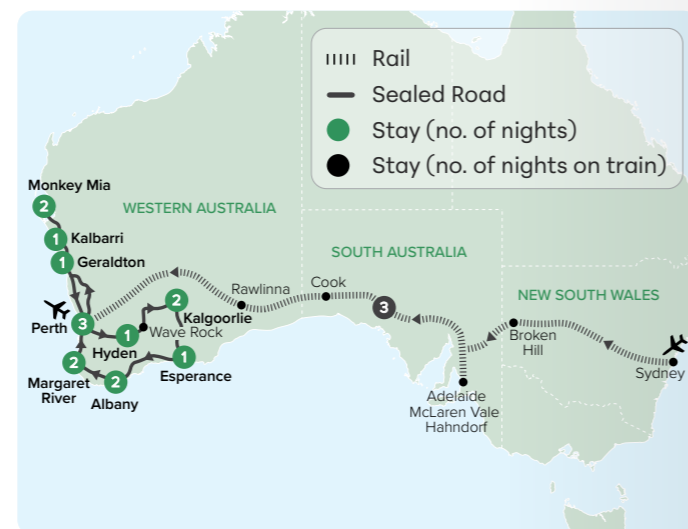 Rail
Sealed Road
Stay (no. of nights)
Stay (no. of nights on train)
Monkey Mia
2
WESTERN AUSTRALIA
1
Kalbarri
1
Geraldton
SOUTH AUSTRALIA
Rawlinna
Cook
3
NEW SOUTH WALES
2
Kalgoorlie
Perth
3
1
Wave Rock
Hyden
Broken
Hill
Sydney
2
Margaret
River
2
Albany
1
Esperance
Adelaide
McLaren Vale
Hahndorf